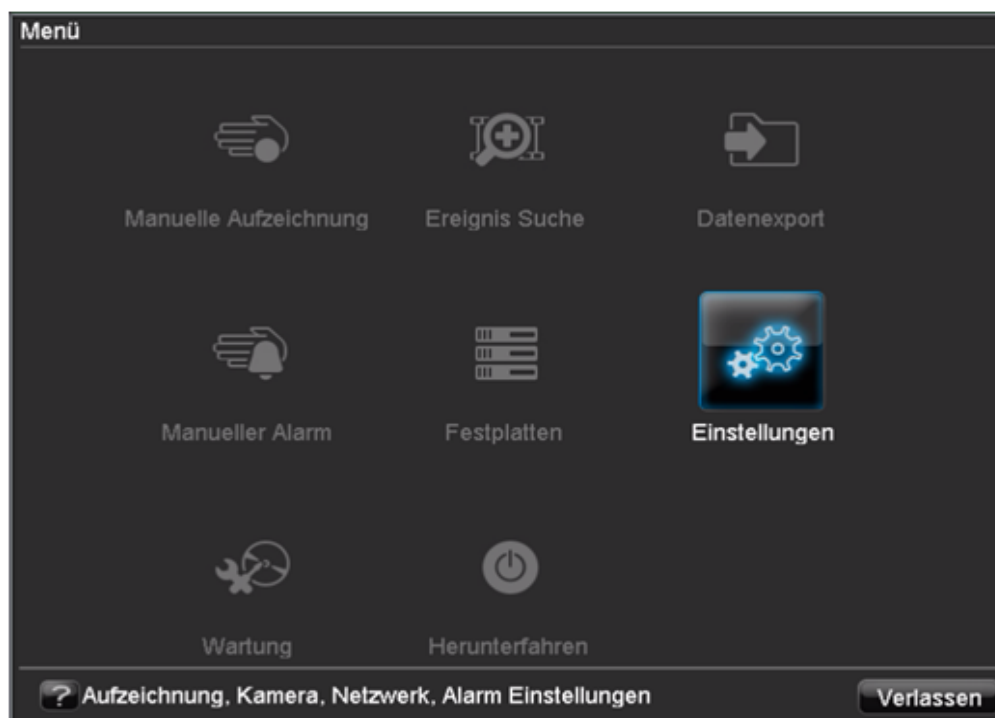 Menü
Manuelle Aufzeichnung
Ereignis Suche
Datenexport
Manueller Alarm
Festplatten
Einstellungen
Wartung
Herunterfahren
? Aufzeichnung, Kamera, Netzwerk, Alarm Einstellungen
Verlassen